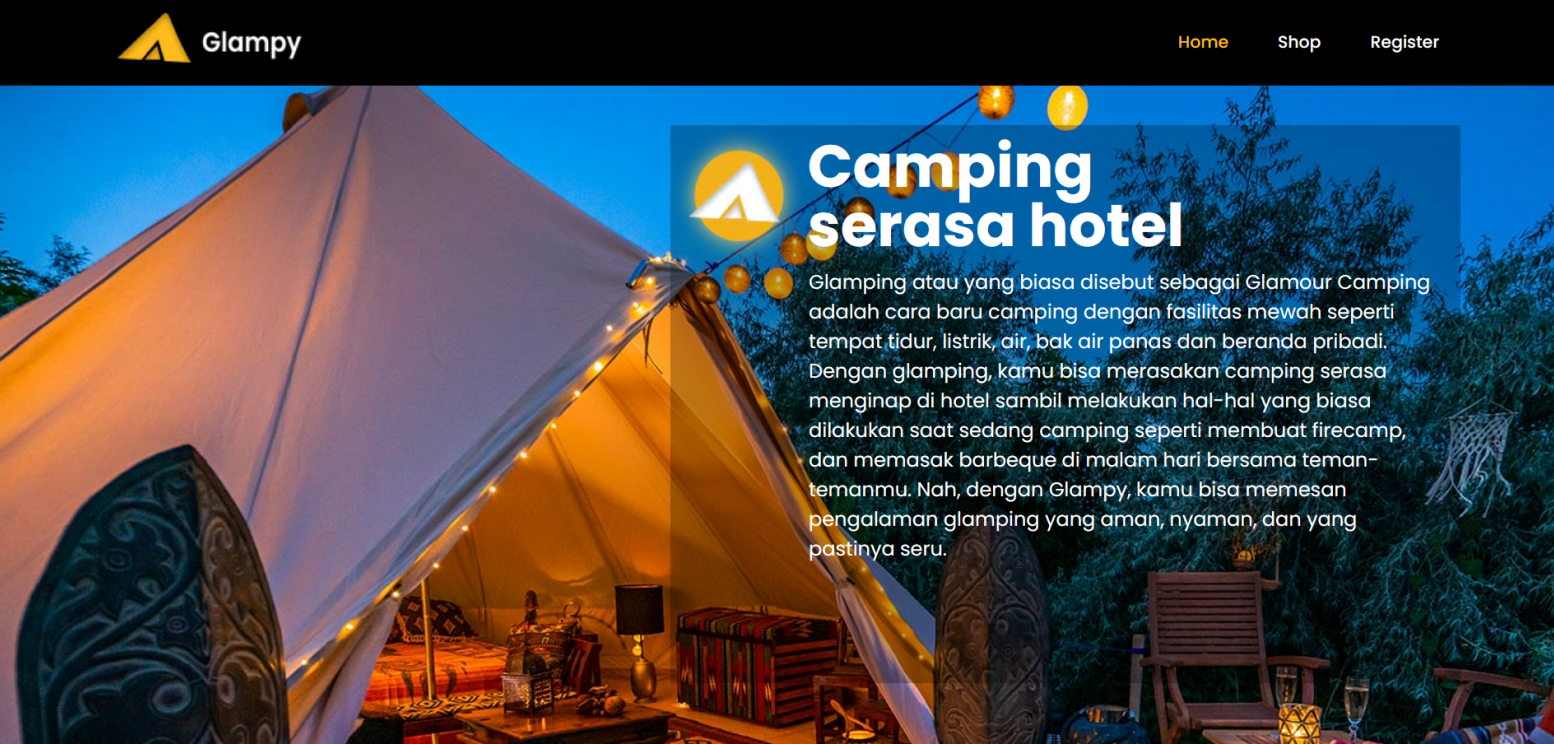 Glampy
Home
Shop
Register
Camping
serasa hotel
Glamping atau yang biasa disebut sebagai Glamour Camping
adalah cara baru camping dengan fasilitas mewah seperti
tempat tidur, listrik, air, bak air panas dan beranda pribadi.
Dengan glamping, kamu bisa merasakan camping serasa
menginap di hotel sambil melakukan hal-hal yang biasa
dilakukan saat sedang camping seperti membuat firecamp,
dan memasak barbeque di malam hari bersama teman-
temanmu. Nah, dengan Glampy, kamu bisa memesan
pengalaman glamping yang aman, nyaman, dan yang
pastinya seru.